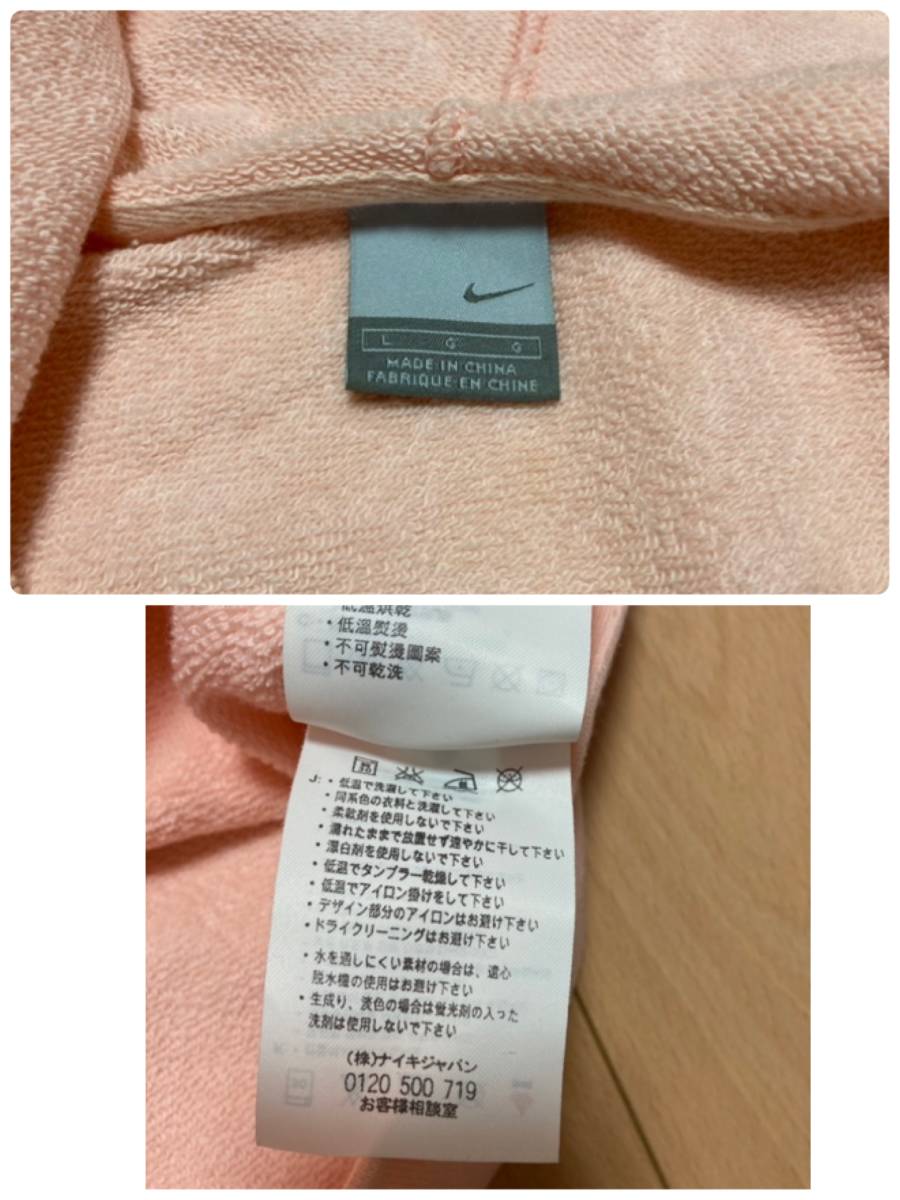 L G G
MADE IN CHINA
FABRIQUE EN CHINE
低溫烘乾
・低溫熨燙
・不可熨燙圖案
・不可乾洗
J: ・低温で洗濯して下さい
・同系色の衣料と洗濯して下さい
・柔軟剤を使用しないで下さい
・濡れたままで放置せず速やかに干して下さい
・漂白剤を使用しないで下さい
・低温でタンブラー乾燥して下さい
・低温でアイロン掛けをして下さい
・デザイン部分のアイロンはお避け下さい
・ドライクリーニングはお避け下さい
・水を通しにくい素材の場合は、遠心
脱水槽の使用はお避け下さい
・生成り、淡色の場合は蛍光剤の入った
洗剤は使用しないで下さい
(株)ナイキジャパン
0120 500 719
お客様相談室